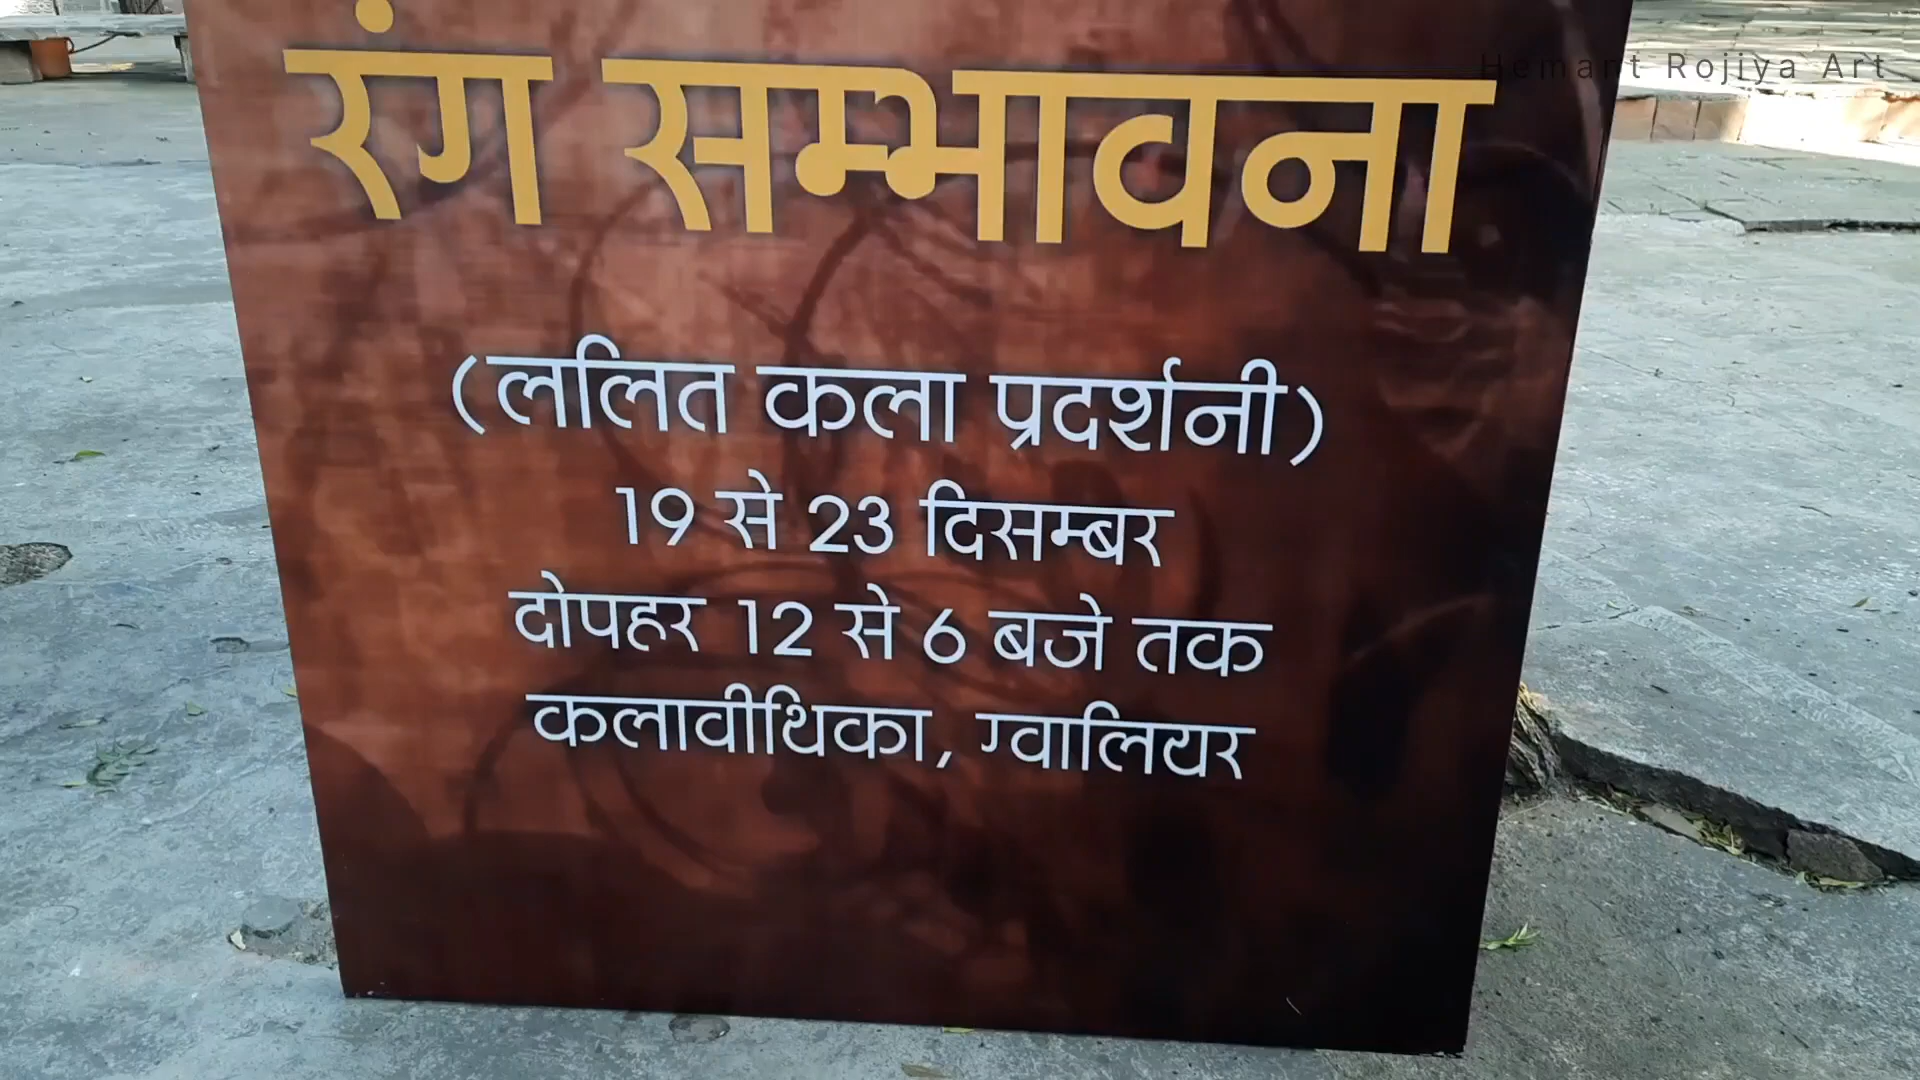 Hemant Rojiya Art
रंग सम्भावना
(ललित कला प्रदर्शनी)
19 से 23 दिसम्बर
दोपहर 12 से 6 बजे तक
कलावीथिका, ग्वालियर